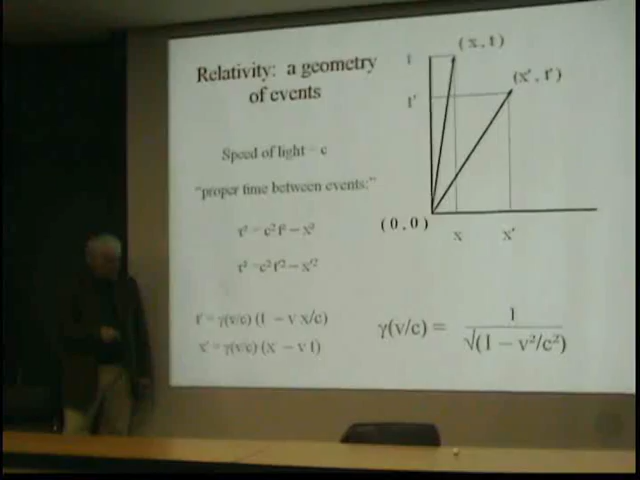 Relativity: a geometry
of events
Speed of light – c
"proper time between events:"
τ² = c²t² – x²
τ² = c²t'² – x'²
t' = γ(v/c) (t – v x/c)
x' = γ(v/c) (x – v t)
(x, t)
(x', t')
t
t'
(0,0)
x
x'
γ(v/c) = 1
√(1 – v²/c²)